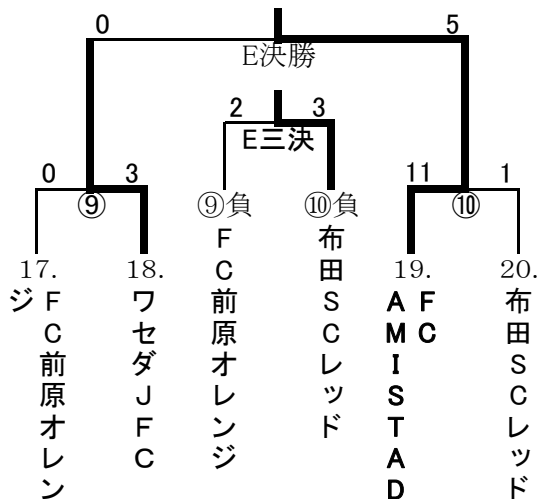 0 5
E決勝
2 3
E三決
0 3 11 1
⑨ ⑨負 ⑩負 ⑩
17. 18. 19. 20.
FC前原オレンジ
ワセダJFC
FC前原オレンジ
布田SCレッド
FC
AMISTAD
布田SCレッド